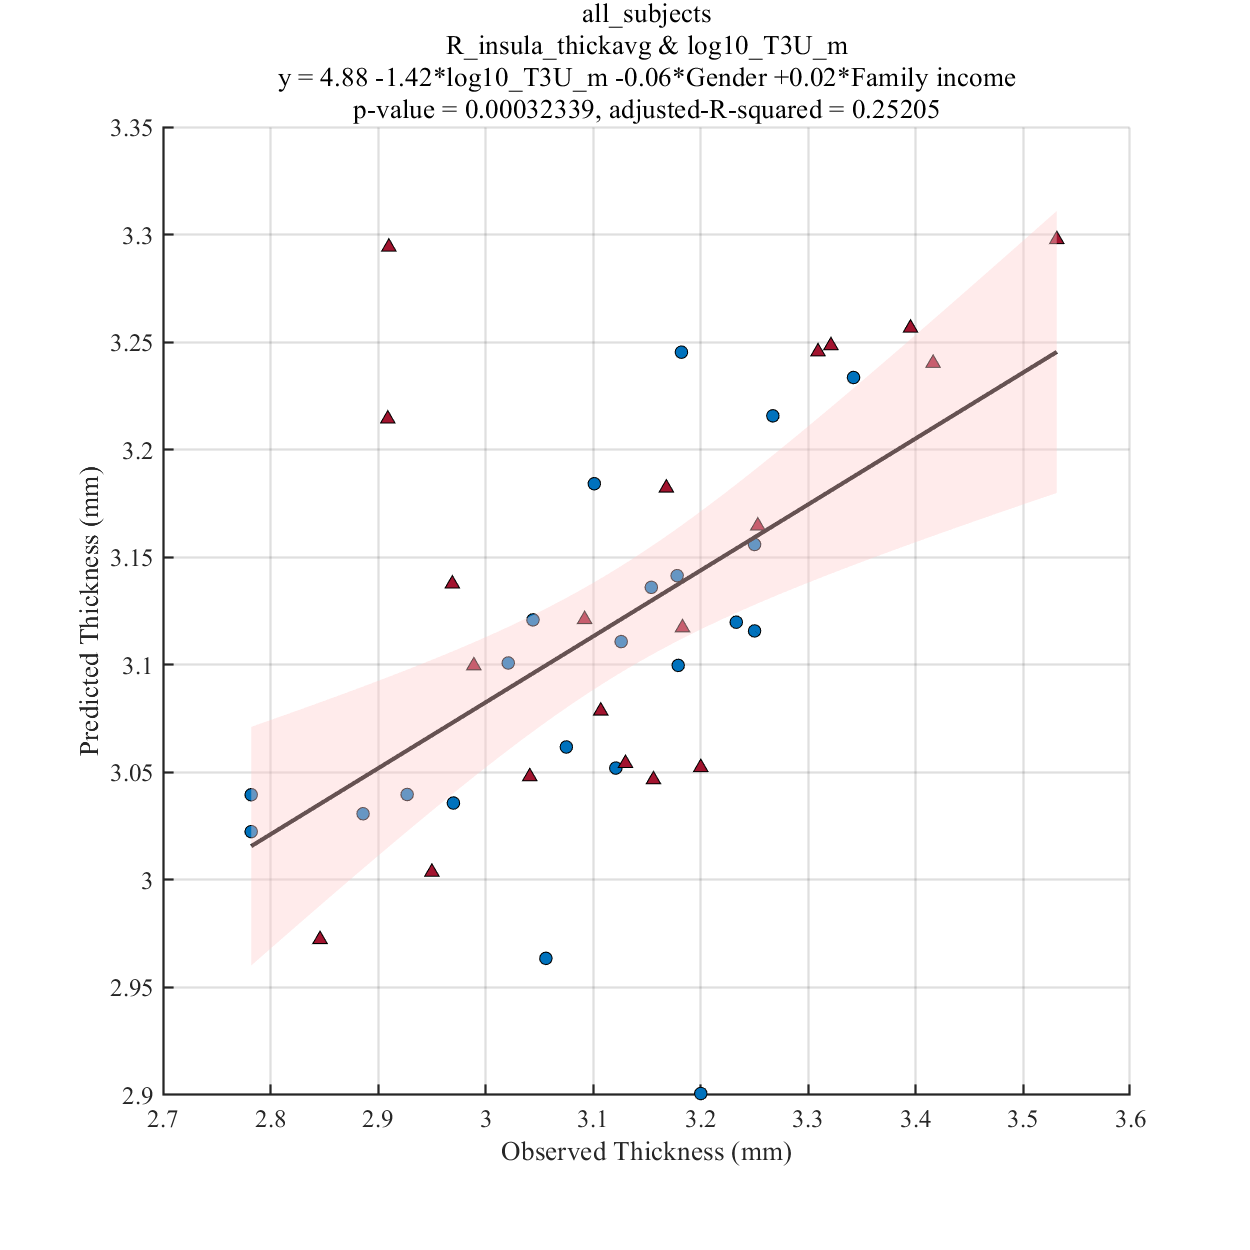 all_subjects
R_insula_thickavg & log10_T3U_m
y = 4.88 -1.42*log10_T3U_m -0.06*Gender +0.02*Family income
p-value = 0.00032339, adjusted-R-squared = 0.25205
3.35
3.3
3.25
3.2
3.15
3.1
3.05
3
2.95
2.9
Predicted Thickness (mm)
2.7 2.8 2.9 3 3.1 3.2 3.3 3.4 3.5 3.6
Observed Thickness (mm)